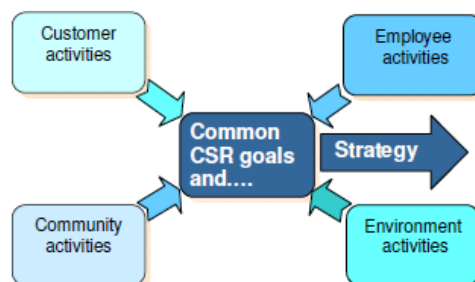 Customer
activities
Employee
activities
Common
CSR goals
and....
Strategy
Community
activities
Environment
activities